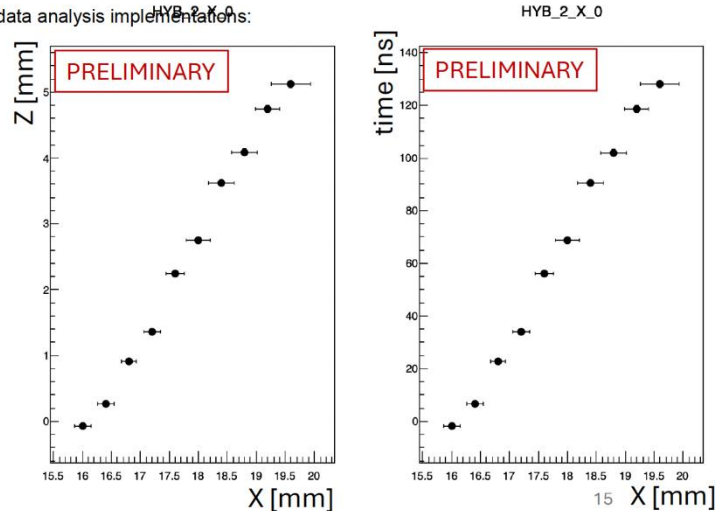 data analysis implementations:
HYB_2_X_0
PRELIMINARY
Z [mm]
5
4
3
2
1
0
15.5 16 16.5 17 17.5 18 18.5 19 19.5 20
X [mm]
HYB_2_X_0
PRELIMINARY
time [ns]
140
120
100
80
60
40
20
0
15.5 16 16.5 17 17.5 18 18.5 19 19.5 20
15 X [mm]